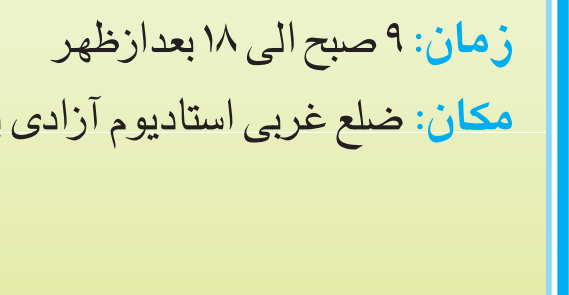 زمان: ۹ صبح الی ۱۸ بعدازظهر
مکان: ضلع غربی استادیوم آزادی